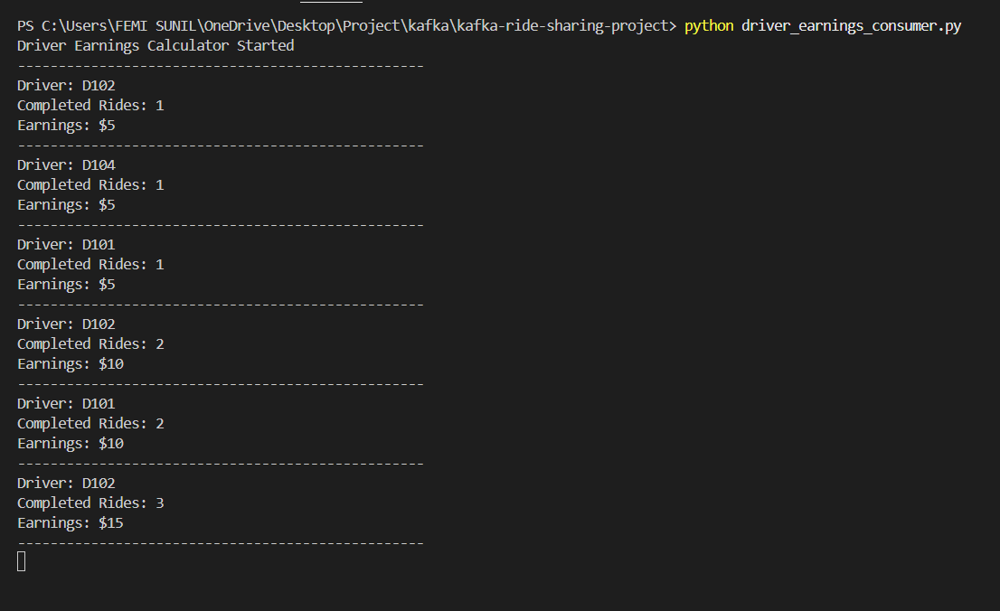 PS C:\Users\FEMI SUNIL\OneDrive\Desktop\Project\kafka\kafka-ride-sharing-project> python driver_earnings_consumer.py
Driver Earnings Calculator Started
--------------------------------------------------
Driver: D102
Completed Rides: 1
Earnings: $5
--------------------------------------------------
Driver: D104
Completed Rides: 1
Earnings: $5
--------------------------------------------------
Driver: D101
Completed Rides: 1
Earnings: $5
--------------------------------------------------
Driver: D102
Completed Rides: 2
Earnings: $10
--------------------------------------------------
Driver: D101
Completed Rides: 2
Earnings: $10
--------------------------------------------------
Driver: D102
Completed Rides: 3
Earnings: $15
--------------------------------------------------